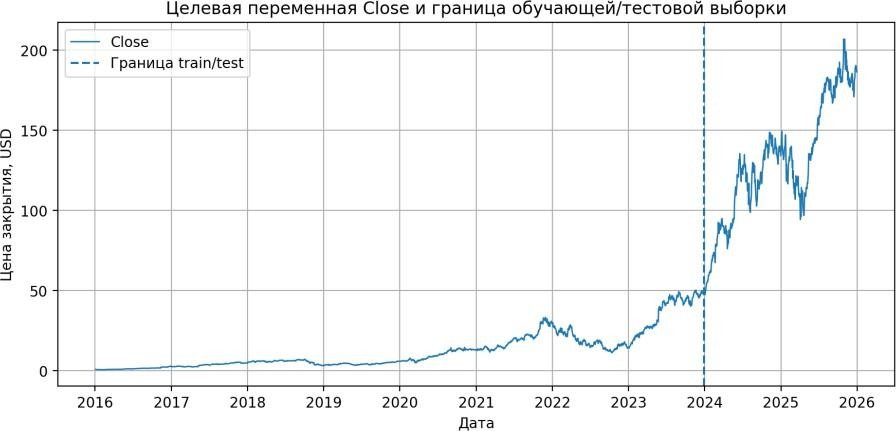 Целевая переменная Close и граница обучающей/тестовой выборки
Close
Граница train/test
Цена закрытия, USD
200
150
100
50
0
2016 2017 2018 2019 2020 2021 2022 2023 2024 2025 2026
Дата